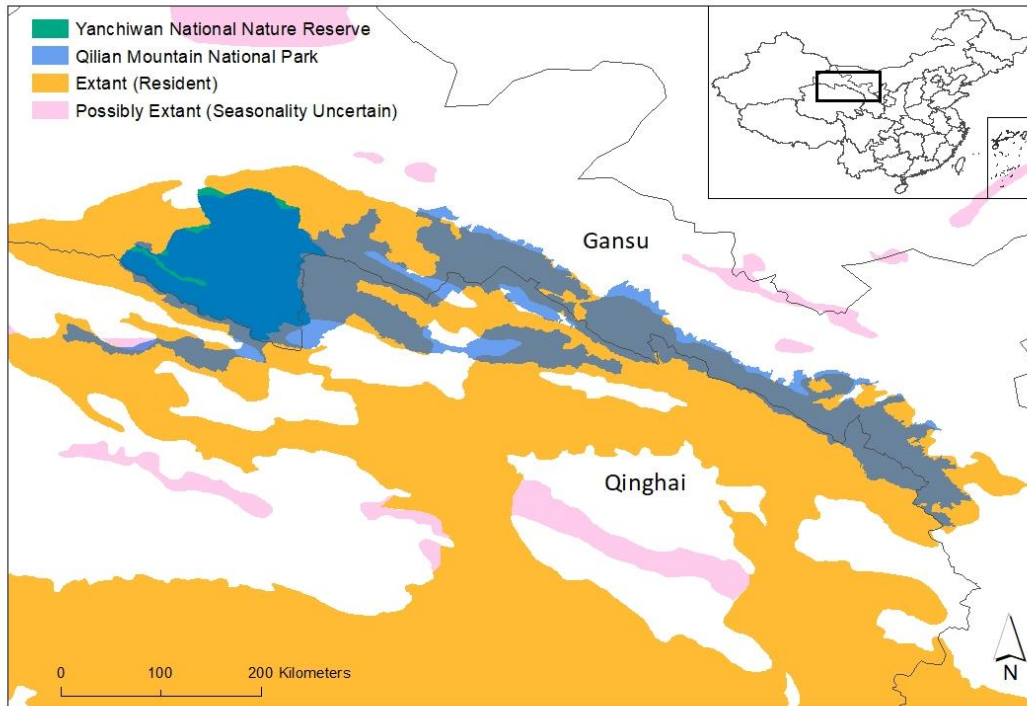 Yanchiwan National Nature Reserve
Qilian Mountain National Park
Extant (Resident)
Possibly Extant (Seasonality Uncertain)
Gansu
Qinghai
0 100 200 Kilometers
N